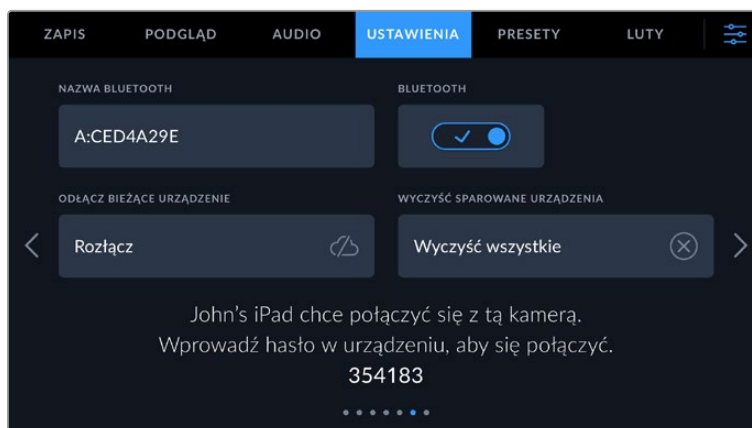 ZAPIS PODGLĄD AUDIO USTAWIENIA PRESETY LUTY
NAZWA BLUETOOTH BLUETOOTH
A:CED4A29E
ODŁĄCZ BIEŻĄCE URZĄDZENIE WYCZYŚĆ SPAROWANE URZĄDZENIA
Rozłącz Wyczyść wszystkie
John's iPad chce połączyć się z tą kamerą.
Wprowadź hasło w urządzeniu, aby się połączyć.
354183